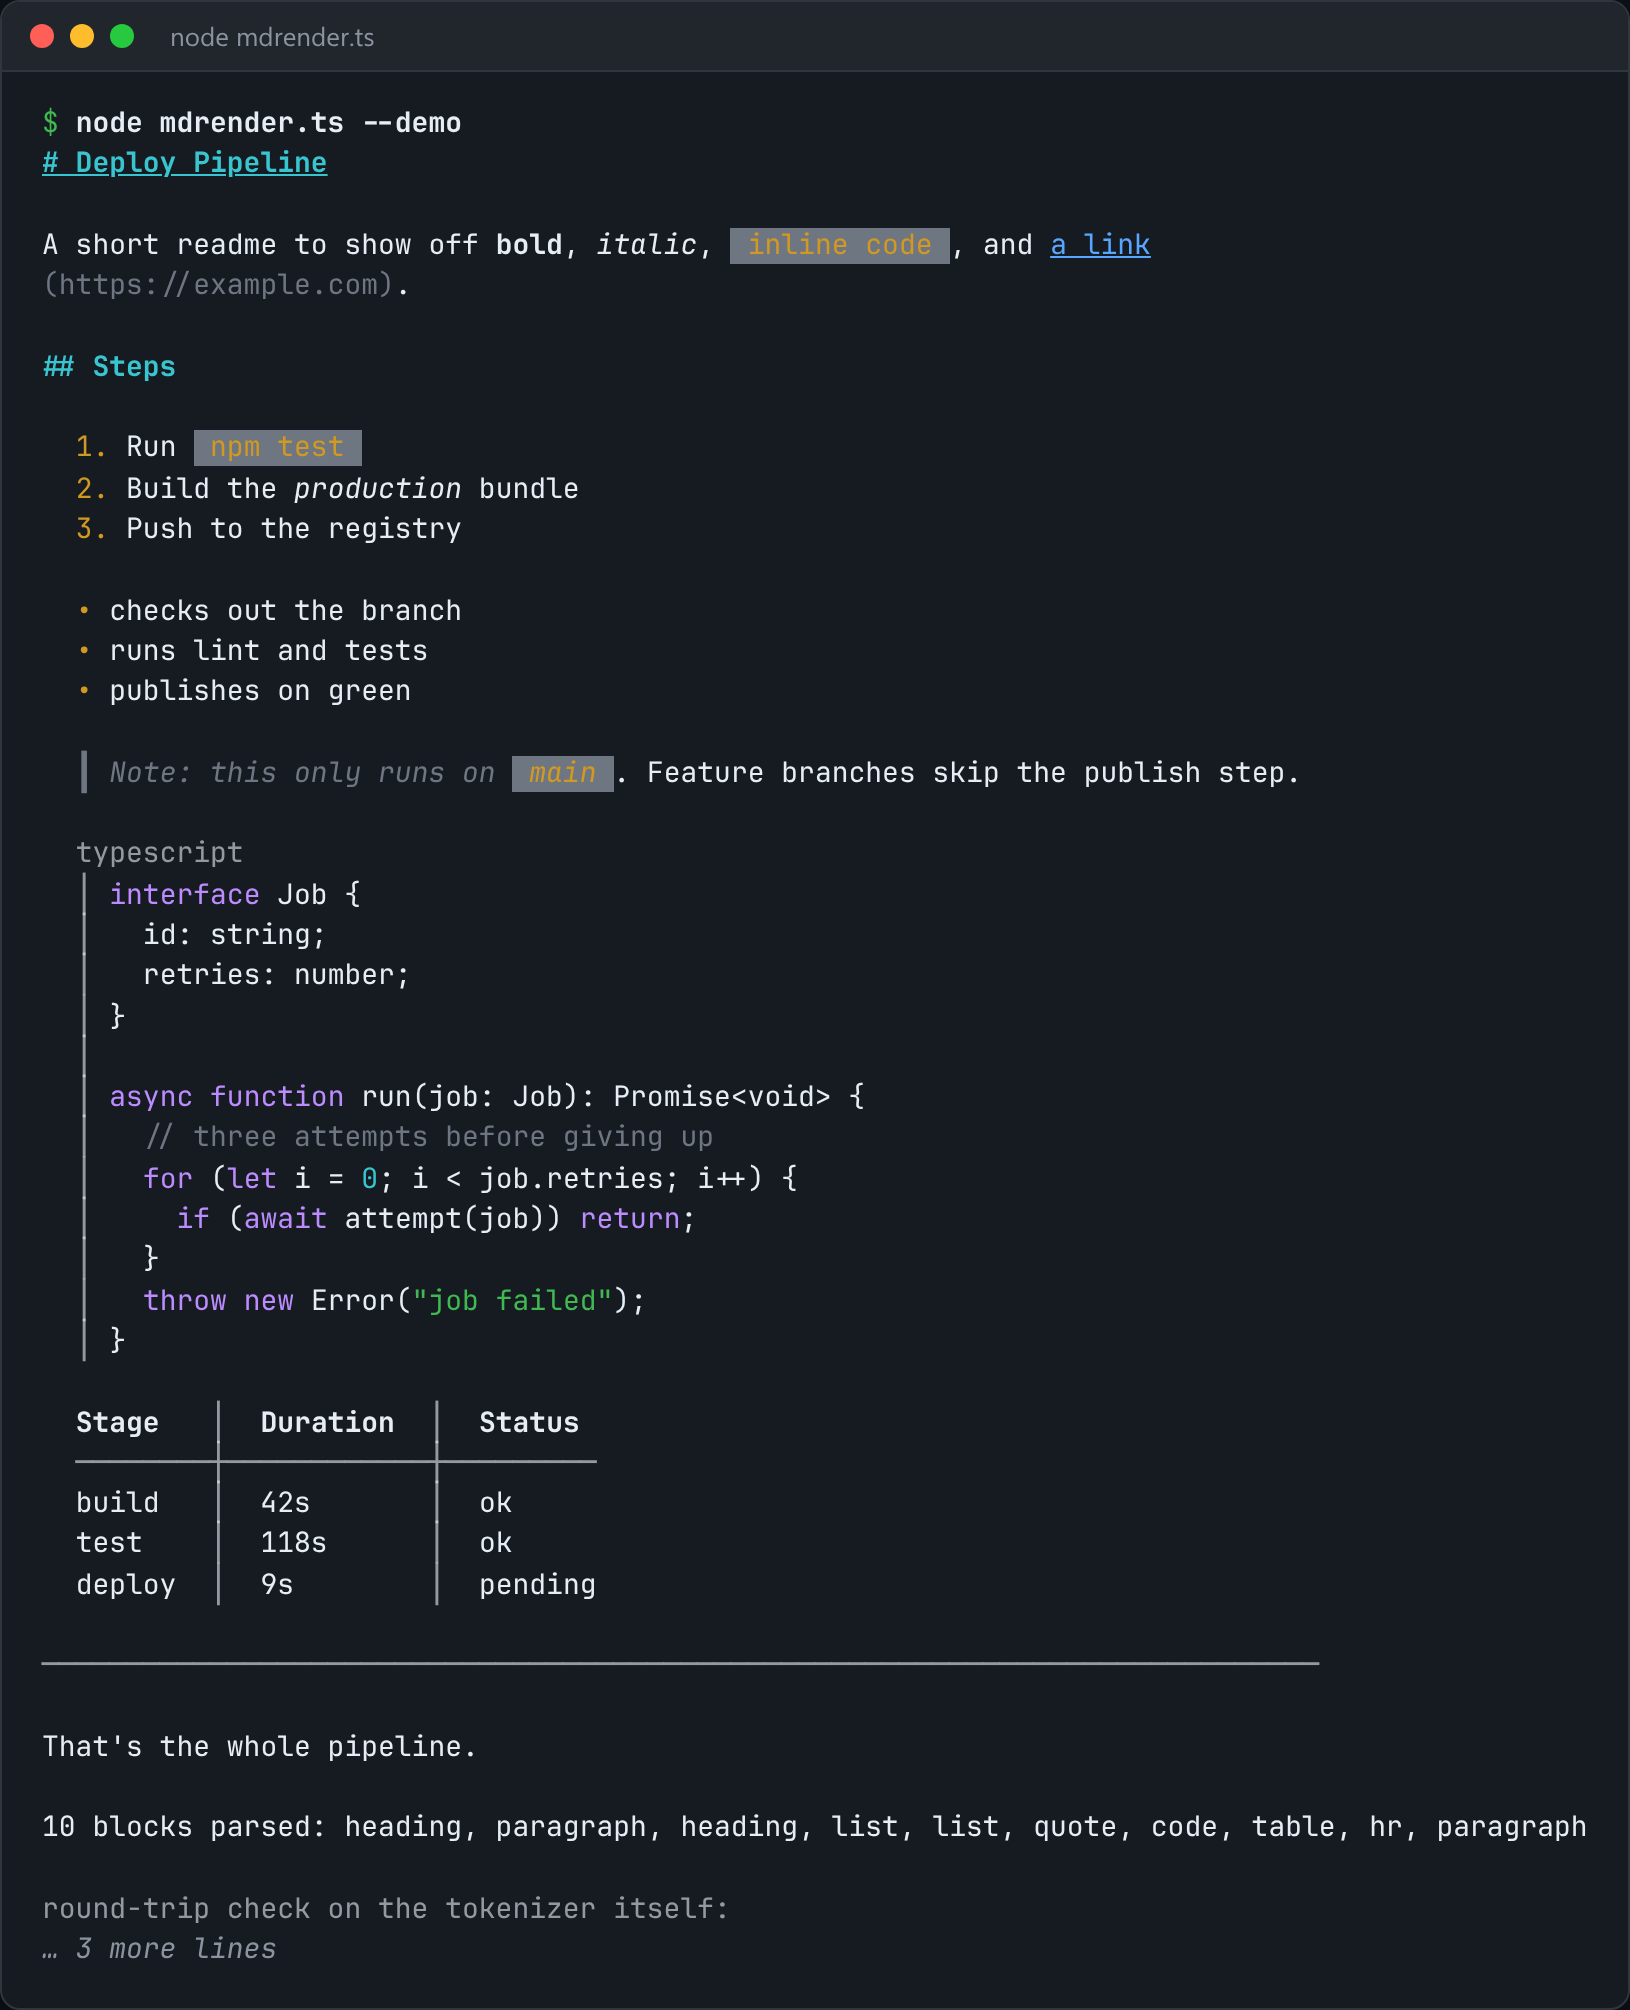 node mdrender.ts
$ node mdrender.ts --demo
# Deploy Pipeline
A short readme to show off bold, italic, inline code, and a link
(https://example.com).
## Steps
1. Run npm test
2. Build the production bundle
3. Push to the registry
• checks out the branch
• runs lint and tests
• publishes on green
Note: this only runs on main. Feature branches skip the publish step.
typescript
interface Job {
  id: string;
  retries: number;
}
async function run(job: Job): Promise<void> {
  // three attempts before giving up
  for (let i = 0; i < job.retries; i++) {
    if (await attempt(job)) return;
  }
  throw new Error("job failed");
}
Stage │ Duration │ Status
build │ 42s │ ok
test │ 118s │ ok
deploy │ 9s │ pending
That's the whole pipeline.
10 blocks parsed: heading, paragraph, heading, list, list, quote, code, table, hr, paragraph
round-trip check on the tokenizer itself:
… 3 more lines